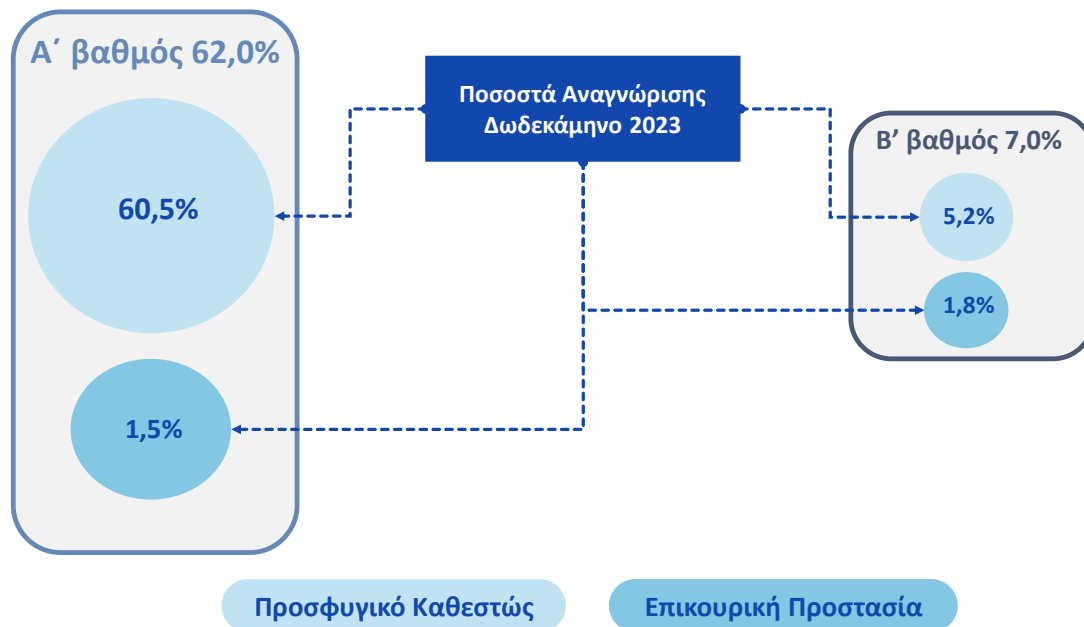 Α΄ βαθμός 62,0%
60,5%
1,5%
Ποσοστά Αναγνώρισης
Δωδεκάμηνο 2023
Β’ βαθμός 7,0%
5,2%
1,8%
Προσφυγικό Καθεστώς
Επικουρική Προστασία